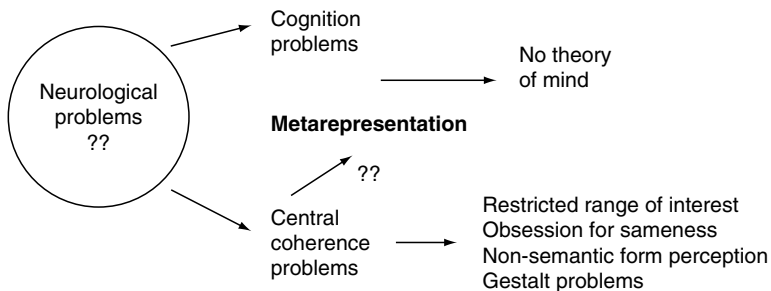 Neurological
problems
??
Cognition
problems
No theory
of mind
Metarepresentation
??
Central
coherence
problems
Restricted range of interest
Obsession for sameness
Non-semantic form perception
Gestalt problems